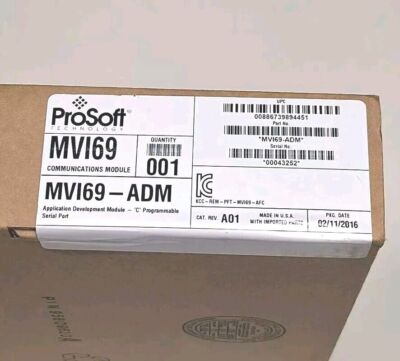 ProSoft
TECHNOLOGY
MVI69
COMMUNICATIONS MODULE
QUANTITY
001
MVI69-ADM
Application Development Module - 'C' Programmable
Serial Port
UPC
00886739894451
Part No.
"MVI69-ADM"
Serial No.
"00043252"
KCC-REM-PFT-MVI69-AFC
CAT. REV. A01
MADE IN U.S.A.
WITH IMPORTED PARTS
PKG. DATE
02/11/2016